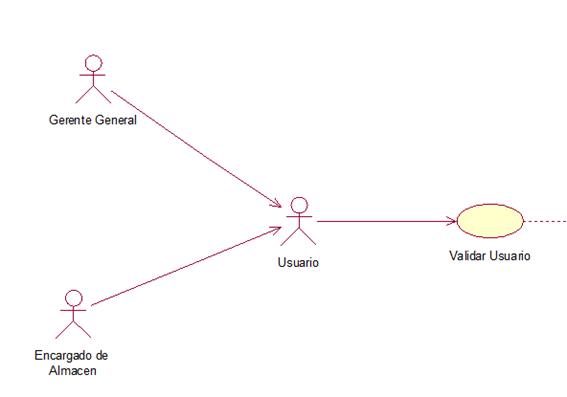 Gerente General
Usuario
Validar Usuario
Encargado de
Almacen